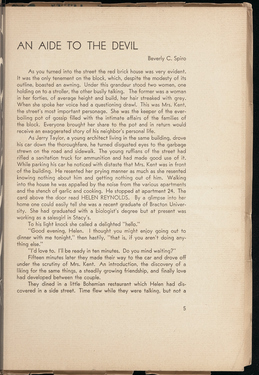 AN AIDE TO THE DEVIL
Beverly C. Spiro
As you turned into the street the red brick house was very evident.
It was the only tenement on the block, which, despite the modesty of its
outline, boasted an awning. Under this grandeur stood two women, one
holding on to a stroller, the other busily talking. The former was a woman
in her forties, of average height and build, her hair streaked with grey.
When she spoke her voice had a questioning drawl. This was Mrs. Kent,
the street's most important personage. She was the keeper of the ever-
boiling pot of gossip filled with the intimate affairs of the families of
the block. Everyone brought her share to the pot and in return would
receive an exaggerated story of his neighbor's personal life.
As Jerry Taylor, a young architect living in the same building, drove
his car down the thoroughfare, he turned disgusted eyes to the garbage
strewn on the road and sidewalk. The young ruffians of the street had
rifled a sanitation truck for ammunition and had made good use of it.
While parking his car he noticed with distaste that Mrs. Kent was in front
of the building. He resented her prying manner as much as she resented
knowing nothing about him and getting nothing out of him. Walking
into the house he was appalled by the noise from the various apartments
and the stench of garlic and cooking. He stopped at apartment 24. The
card above the door read HELEN REYNOLDS. By a glimpse into her
home one could easily tell she was a recent graduate of Bracton Univer-
sity. She had graduated with a biologist's degree but at present was
working as a salesgirl in Stacy's.
To his light knock she called a delighted "hello."
"Good evening, Helen. I thought you might enjoy going out to
dinner with me tonight," then hastily, "that is, if you aren't doing any-
thing else."
"I'd love to. I'll be ready in ten minutes. Do you mind waiting?"
Fifteen minutes later they made their way to the car and drove off
under the scrutiny of Mrs. Kent. An introduction, the discovery of a
liking for the same things, a steadily growing friendship, and finally love
had developed between the couple.
They dined in a little Bohemian restaurant which Helen had dis-
covered in a side street. Time flew while they were talking, but not a
5